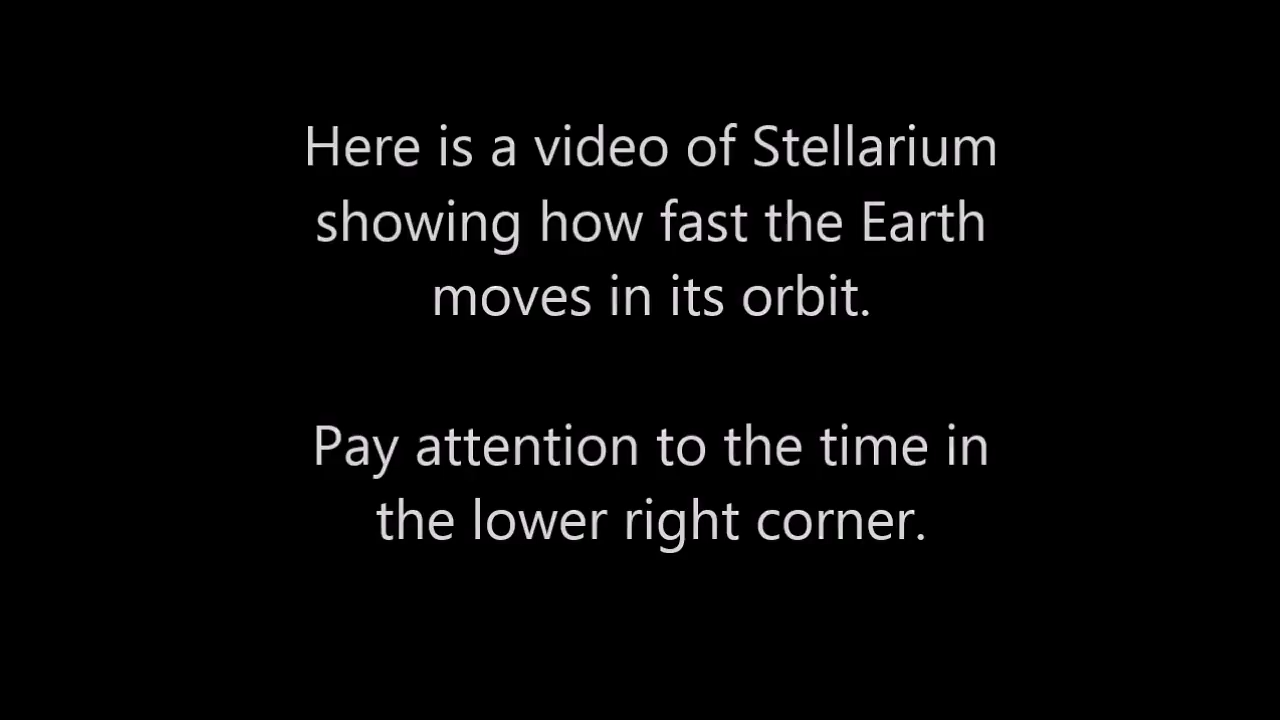 Here is a video of Stellarium
showing how fast the Earth
moves in its orbit.
Pay attention to the time in
the lower right corner.